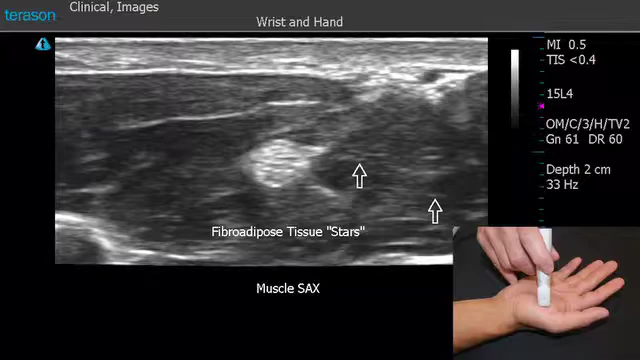 terason
Clinical, Images
Wrist and Hand
MI 0.5
TIS <0.4
15L4
OM/C/3/H/TV2
Gn 61 DR 60
Depth 2 cm
33 Hz
Fibroadipose Tissue "Stars"
Muscle SAX